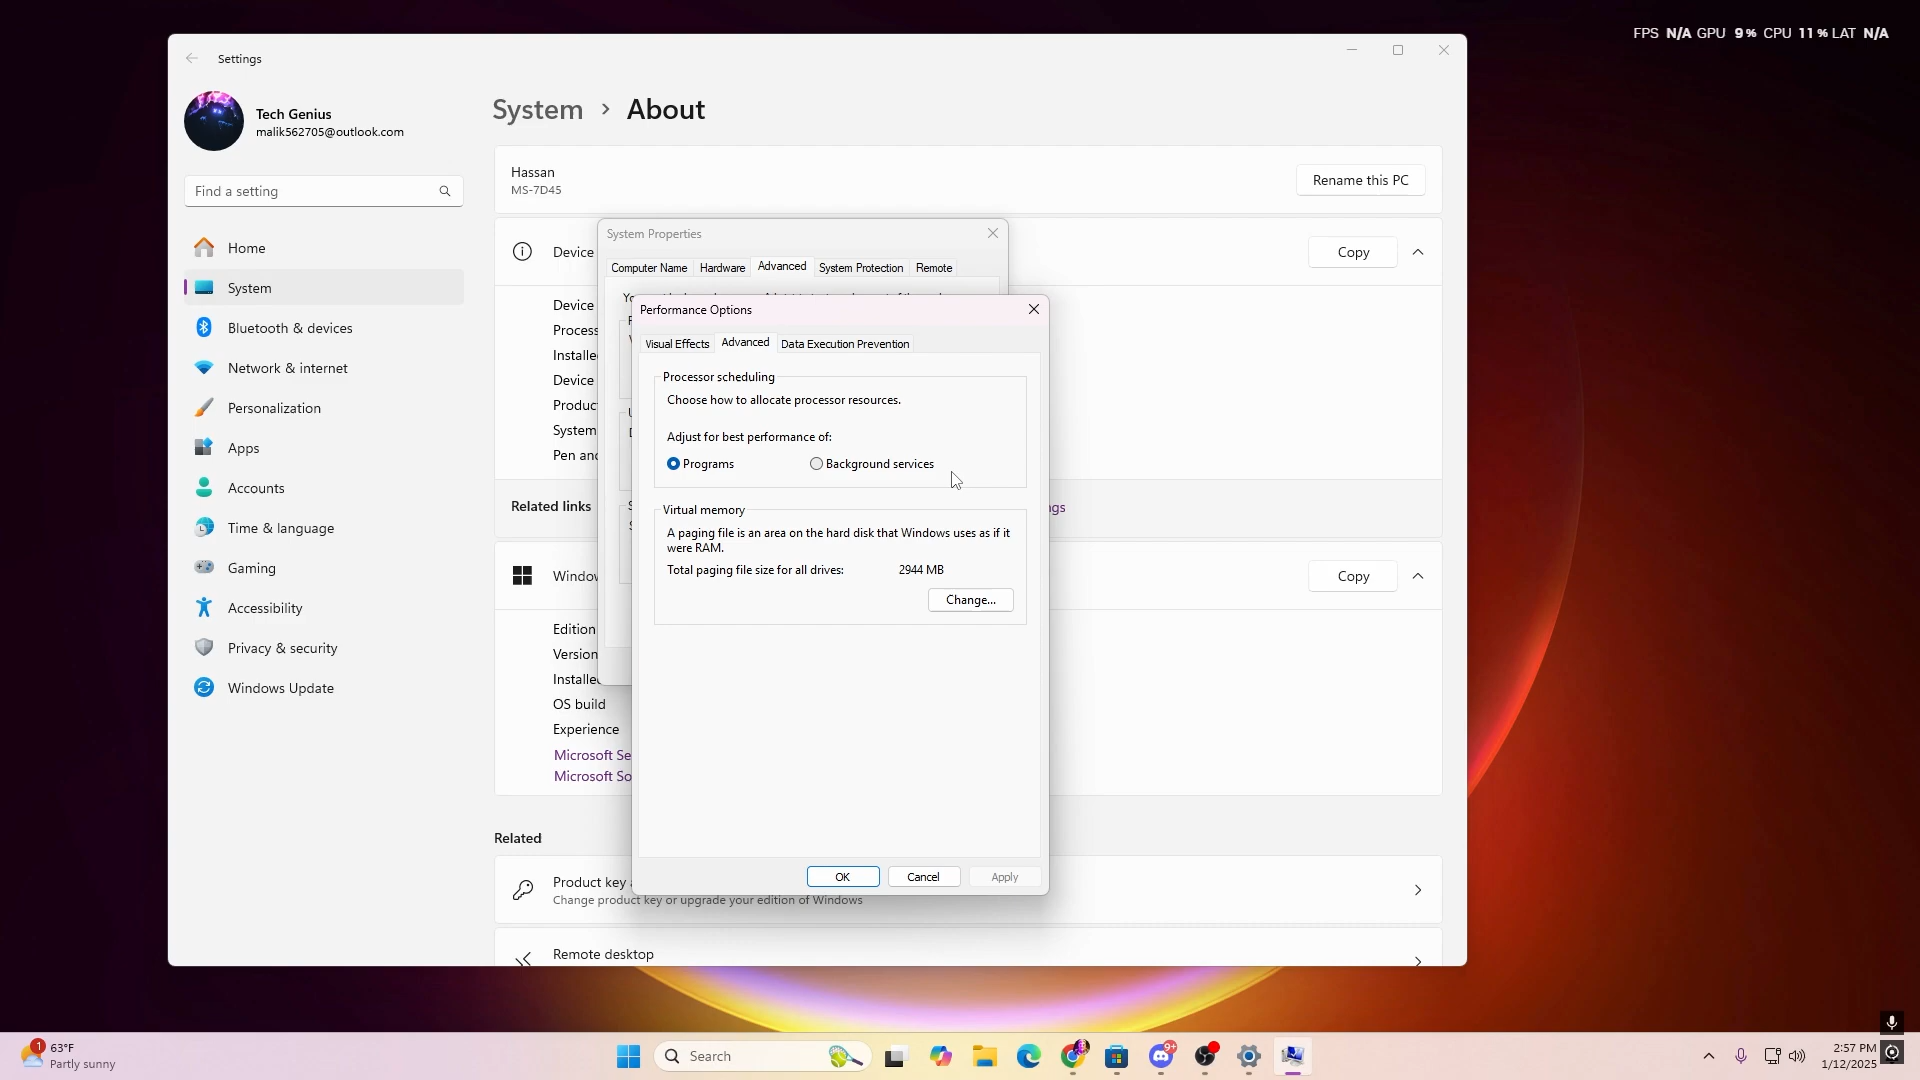 FPS N/A GPU 9% CPU 11% LAT N/A
Settings
Tech Genius
malik562705@outlook.com
Find a setting
Home
System
Bluetooth & devices
Network & internet
Personalization
Apps
Accounts
Time & language
Gaming
Accessibility
Privacy & security
Windows Update
System > About
Hassan
MS-7D45
Rename this PC
Device
Copy
Device
Process
Installe
Device
Produc
System
Pen and
Related links
gs
Window
Copy
Edition
Version
Installe
OS build
Experience
Microsoft Se
Microsoft So
Related
Product key
Change product key or upgrade your edition of Windows
Remote desktop
System Properties
Computer Name
Hardware
Advanced
System Protection
Remote
Performance Options
Visual Effects
Advanced
Data Execution Prevention
Processor scheduling
Choose how to allocate processor resources.
Adjust for best performance of:
Programs
Background services
Virtual memory
A paging file is an area on the hard disk that Windows uses as if it
were RAM.
Total paging file size for all drives: 2944 MB
Change...
OK
Cancel
Apply
1
63°F
Partly sunny
Search
9+
2:57 PM
1/12/2025